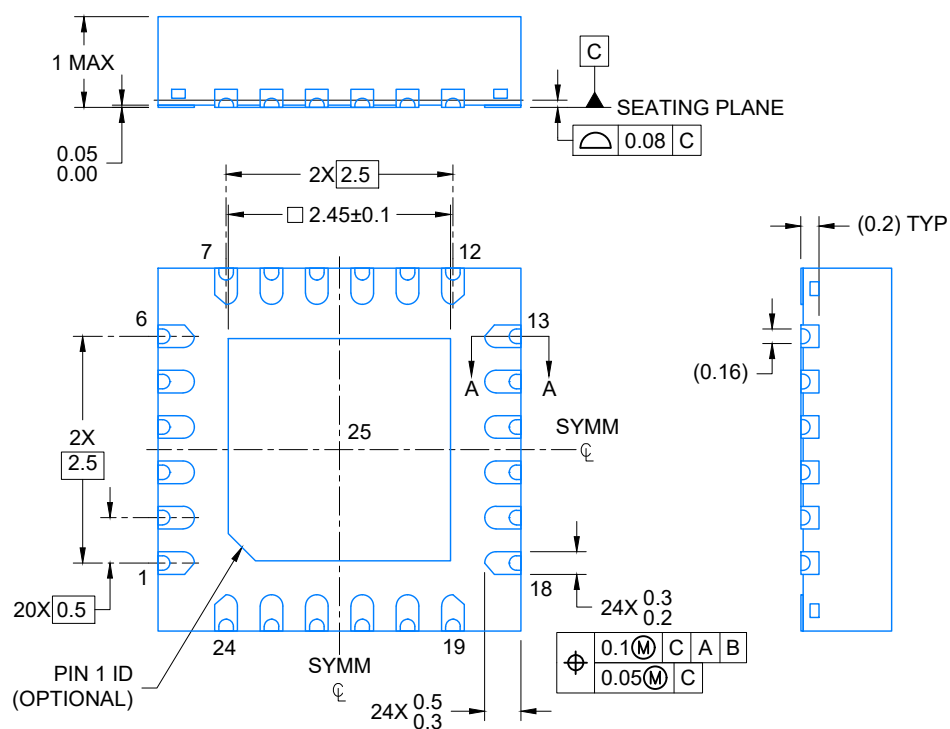 1 MAX
C
SEATING PLANE
0.08 C
0.05
0.00
2X 2.5
2.45±0.1
(0.2) TYP
7
12
6
13
(0.16)
A A
25
SYMM
℄
2X
2.5
1
18
20X 0.5
24X 0.3
0.2
24
19
0.1 Ⓜ C A B
0.05 Ⓜ C
PIN 1 ID
(OPTIONAL)
SYMM
℄
24X 0.5
0.3